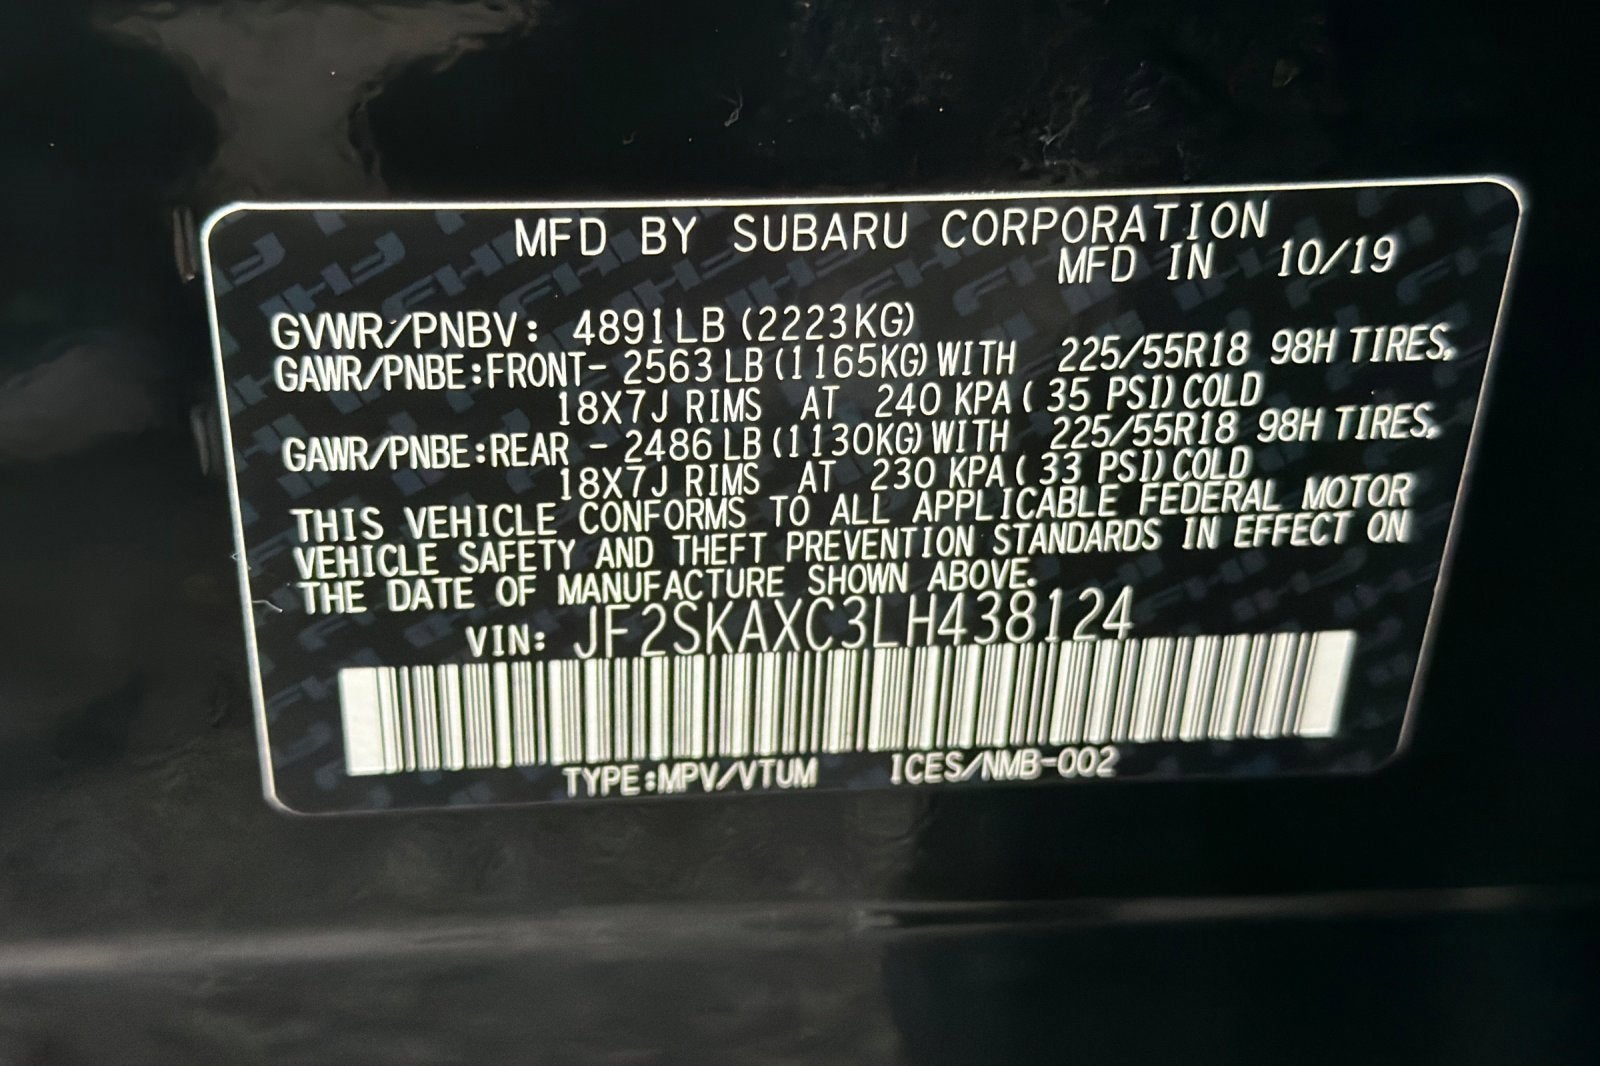 MFD BY SUBARU CORPORATION
MFD IN 10/19
GVWR/PNBV: 4891LB (2223KG)
GAWR/PNBE:FRONT- 2563 LB (1165KG) WITH 225/55R18 98H TIRES,
18X7J RIMS AT 240 KPA ( 35 PSI) COLD
GAWR/PNBE:REAR - 2486 LB (1130KG) WITH 225/55R18 98H TIRES,
18X7J RIMS AT 230 KPA ( 33 PSI) COLD
THIS VEHICLE CONFORMS TO ALL APPLICABLE FEDERAL MOTOR
VEHICLE SAFETY AND THEFT PREVENTION STANDARDS IN EFFECT ON
THE DATE OF MANUFACTURE SHOWN ABOVE.
VIN: JF2SKAXC3LH438124
TYPE:MPV/VTUM ICES/NMB-002